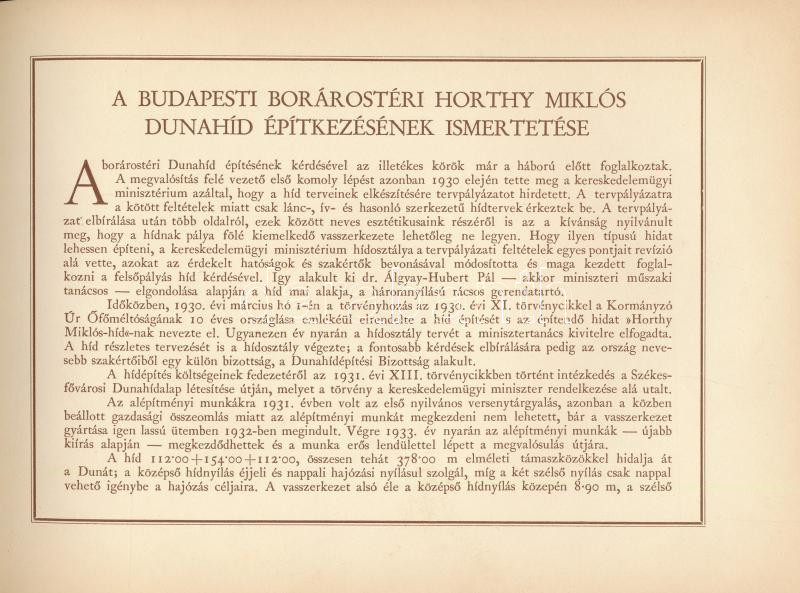 A BUDAPESTI BORÁROSTÉRI HORTHY MIKLÓS
DUNAHÍD ÉPÍTKEZÉSÉNEK ISMERTETÉSE
A borárostéri Dunahíd építésének kérdésével az illetékes körök már a háború előtt foglalkoztak.
A megvalósítás felé vezető első komoly lépést azonban 1930 elején tette meg a kereskedelemügyi
minisztérium azáltal, hogy a híd terveinek elkészítésére tervpályázatot hirdetett. A tervpályázatra
a kötött feltételek miatt csak lánc-, ív- és hasonló szerkezetű hídtervek érkeztek be. A tervpályá-
zat elbírálása után több oldalról, ezek között neves esztétikusaink részéről is az a kívánság nyilvánult
meg, hogy a hídnak pálya fölé kiemelkedő vasszerkezete lehetőleg ne legyen. Hogy ilyen típusú hidat
lehessen építeni, a kereskedelemügyi minisztérium hídosztálya a tervpályázati feltételek egyes pontjait revízió
alá vette, azokat az érdekelt hatóságok és szakértők bevonásával módosította és maga kezdett foglal-
kozni a felsőpályás híd kérdésével. Igy alakult ki dr. Álgyay-Hubert Pál — akkor miniszteri műszaki
tanácsos — elgondolása alapján a híd mai alakja, a háromnyílású rácsos gerendatartó.
Időközben, 1930. évi március hó 1-én a törvényhozás az 1930. évi XI. törvénycikkel a Kormányzó
Úr Őfőméltóságának 10 éves országlása emlékéül elrendelte a híd építését s az építendő hidat »Horthy
Miklós-híd«-nak nevezte el. Ugyanezen év nyarán a hídosztály tervét a minisztertanács kivitelre elfogadta.
A híd részletes tervezését is a hídosztály végezte; a fontosabb kérdések elbírálására pedig az ország neve-
sebb szakértőiből egy külön bizottság, a Dunahídépítési Bizottság alakult.
A hídépítés költségeinek fedezetéről az 1931. évi XIII. törvénycikkben történt intézkedés a Székes-
fővárosi Dunahídalap létesítése útján, melyet a törvény a kereskedelemügyi miniszter rendelkezése alá utalt.
Az alépítményi munkákra 1931. évben volt az első nyilvános versenytárgyalás, azonban a közben
beállott gazdasági összeomlás miatt az alépítményi munkát megkezdeni nem lehetett, bár a vasszerkezet
gyártása igen lassú ütemben 1932-ben megindult. Végre 1933. év nyarán az alépítményi munkák — újabb
kiírás alapján — megkezdődhettek és a munka erős lendülettel lépett a megvalósulás útjára.
A híd 112·00+154·00+112·00, összesen tehát 378·00 m elméleti támaszközökkel hidalja át
a Dunát; a középső hídnyílás éjjeli és nappali hajózási nyílásul szolgál, míg a két szélső nyílás csak nappal
vehető igénybe a hajózás céljaira. A vasszerkezet alsó éle a középső hídnyílás közepén 8·90 m, a szélső